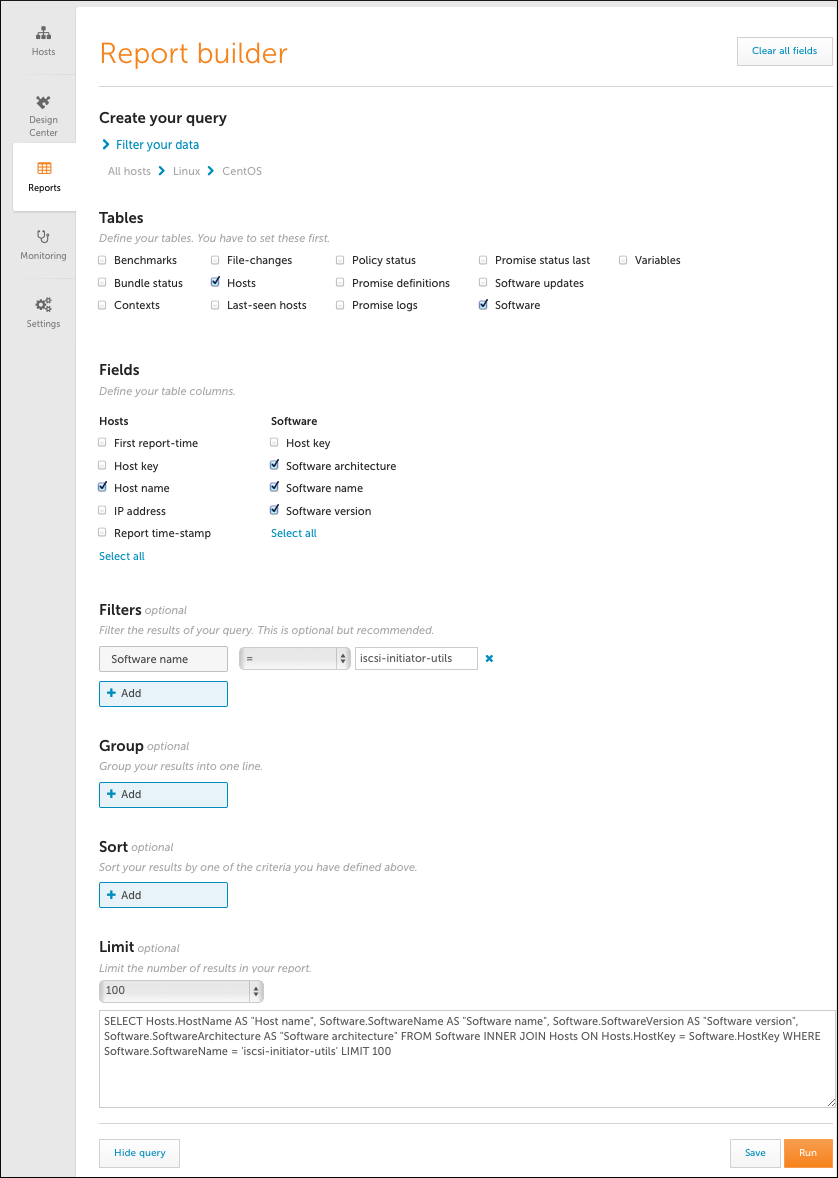 Hosts
Design
Center
Reports
Monitoring
Settings
Report builder
Clear all fields
Create your query
Filter your data
All hosts Linux CentOS
Tables
Define your tables. You have to set these first.
Benchmarks File-changes Policy status Promise status last Variables
Bundle status Hosts Promise definitions Software updates
Contexts Last-seen hosts Promise logs Software
Fields
Define your table columns.
Hosts Software
First report-time Host key
Host key Software architecture
Host name Software name
IP address Software version
Report time-stamp Select all
Select all
Filters optional
Filter the results of your query. This is optional but recommended.
Software name = iscsi-initiator-utils
+ Add
Group optional
Group your results into one line.
+ Add
Sort optional
Sort your results by one of the criteria you have defined above.
+ Add
Limit optional
Limit the number of results in your report.
100
SELECT Hosts.HostName AS "Host name", Software.SoftwareName AS "Software name", Software.SoftwareVersion AS "Software version",
Software.SoftwareArchitecture AS "Software architecture" FROM Software INNER JOIN Hosts ON Hosts.HostKey = Software.HostKey WHERE
Software.SoftwareName = 'iscsi-initiator-utils' LIMIT 100
Hide query Save Run